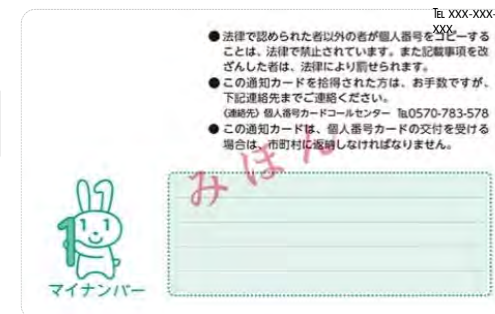 TEL XXX-XXX-
XXX
● 法律で認められた者以外の者が個人番号をコピーする
ことは、法律で禁止されています。また記載事項を改
ざんした者は、法律により罰せられます。
● この通知カードを拾得された方は、お手数ですが、
下記連絡先までご連絡ください。
(連絡先) 個人番号カードコールセンター TEL0570-783-578
● この通知カードは、個人番号カードの交付を受ける
場合は、市町村に返納しなければなりません。
みほん
1
マイナンバー